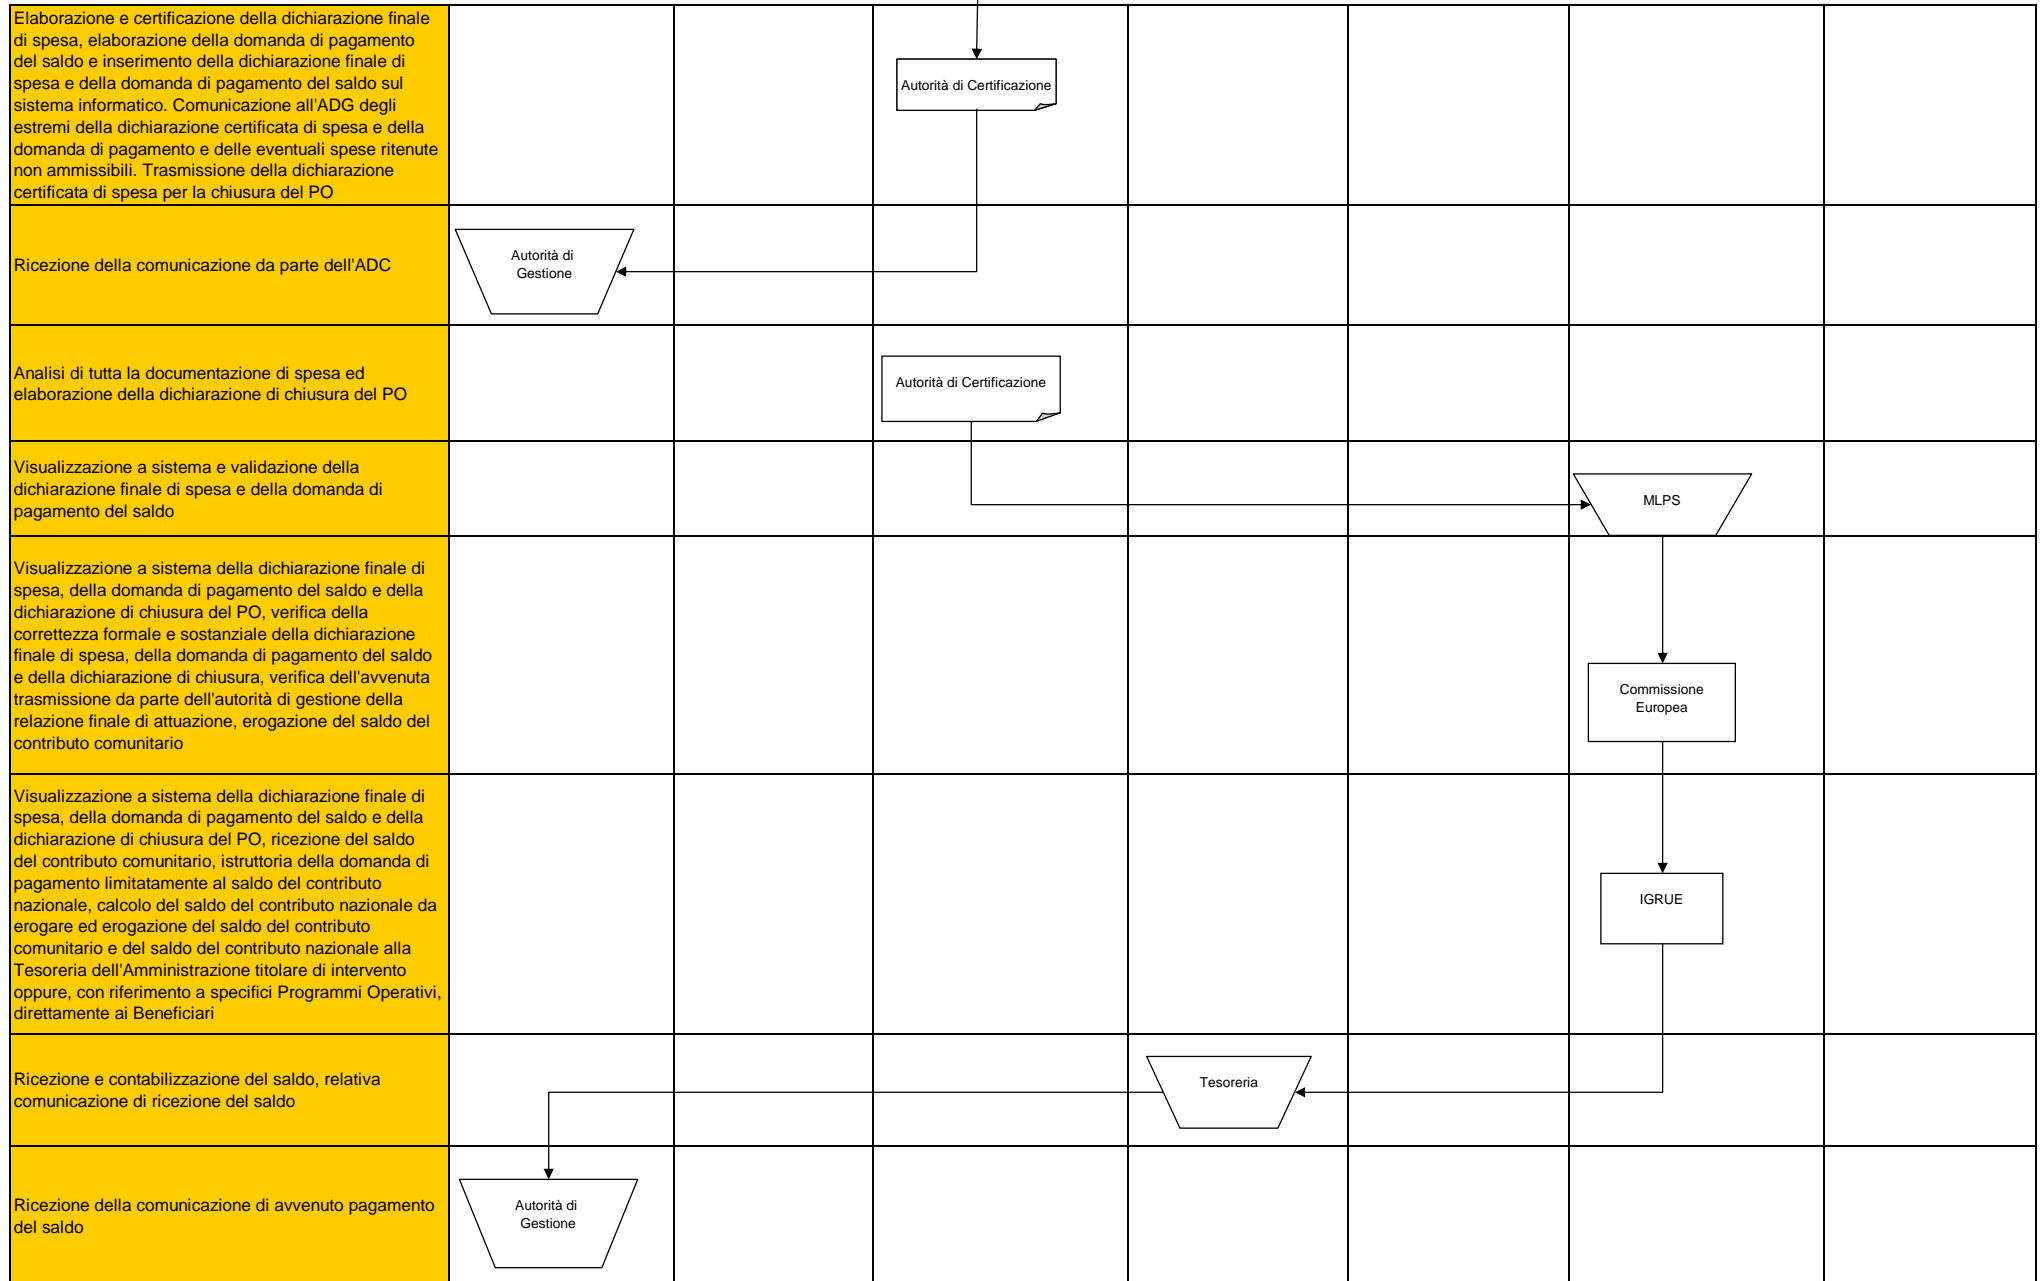 Elaborazione e certificazione della dichiarazione finale
di spesa, elaborazione della domanda di pagamento
del saldo e inserimento della dichiarazione finale di
spesa e della domanda di pagamento del saldo sul
sistema informatico. Comunicazione all'ADG degli
estremi della dichiarazione certificata di spesa e della
domanda di pagamento e delle eventuali spese ritenute
non ammissibili. Trasmissione della dichiarazione
certificata di spesa per la chiusura del PO
Autorità di Certificazione
Ricezione della comunicazione da parte dell'ADC
Autorità di
Gestione
Analisi di tutta la documentazione di spesa ed
elaborazione della dichiarazione di chiusura del PO
Autorità di Certificazione
Visualizzazione a sistema e validazione della
dichiarazione finale di spesa e della domanda di
pagamento del saldo
MLPS
Visualizzazione a sistema della dichiarazione finale di
spesa, della domanda di pagamento del saldo e della
dichiarazione di chiusura del PO, verifica della
correttezza formale e sostanziale della dichiarazione
finale di spesa, della domanda di pagamento del saldo
e della dichiarazione di chiusura, verifica dell'avvenuta
trasmissione da parte dell'autorità di gestione della
relazione finale di attuazione, erogazione del saldo del
contributo comunitario
Commissione
Europea
Visualizzazione a sistema della dichiarazione finale di
spesa, della domanda di pagamento del saldo e della
dichiarazione di chiusura del PO, ricezione del saldo
del contributo comunitario, istruttoria della domanda di
pagamento limitatamente al saldo del contributo
nazionale, calcolo del saldo del contributo nazionale da
erogare ed erogazione del saldo del contributo
comunitario e del saldo del contributo nazionale alla
Tesoreria dell'Amministrazione titolare di intervento
oppure, con riferimento a specifici Programmi Operativi,
direttamente ai Beneficiari
IGRUE
Ricezione e contabilizzazione del saldo, relativa
comunicazione di ricezione del saldo
Tesoreria
Ricezione della comunicazione di avvenuto pagamento
del saldo
Autorità di
Gestione